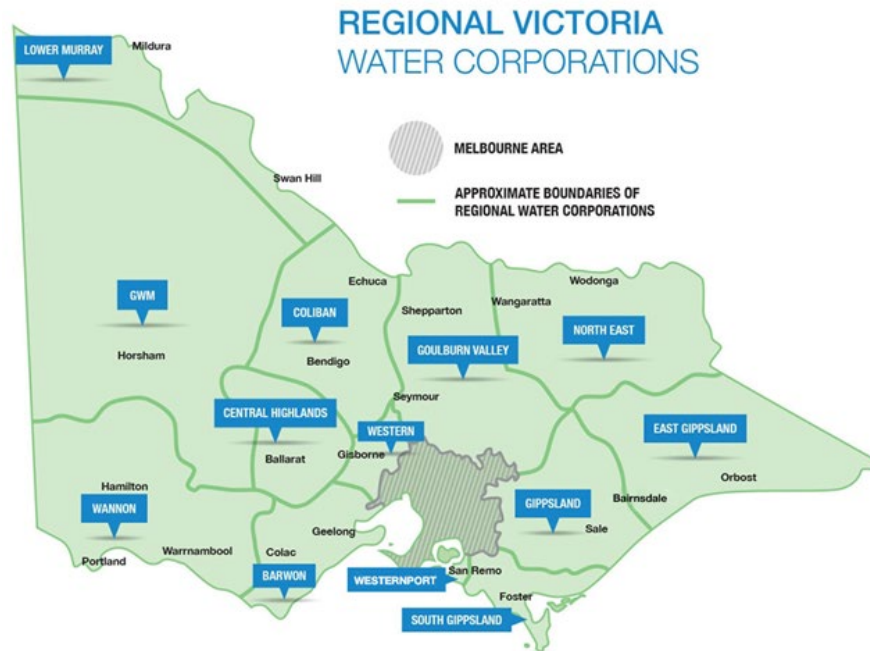 REGIONAL VICTORIA
WATER CORPORATIONS
LOWER MURRAY
Mildura
MELBOURNE AREA
APPROXIMATE BOUNDARIES OF
REGIONAL WATER CORPORATIONS
Swan Hill
GWM
Horsham
COLIBAN
Echuca
Bendigo
Shepparton
Wangaratta
Wodonga
NORTH EAST
GOULBURN VALLEY
Seymour
CENTRAL HIGHLANDS
Ballarat
WESTERN
Gisborne
EAST GIPPSLAND
Orbost
Bairnsdale
GIPPSLAND
Sale
Hamilton
WANNON
Portland
Warrnambool
Colac
Geelong
BARWON
WESTERNPORT
San Remo
Foster
SOUTH GIPPSLAND